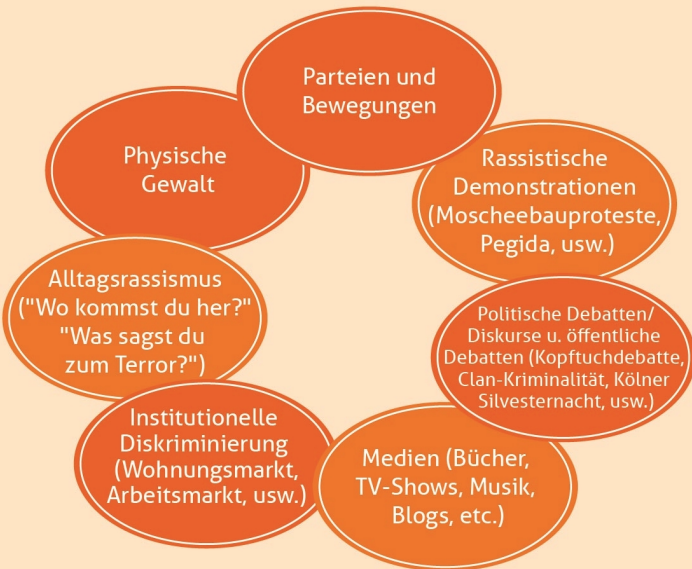 Parteien und
Bewegungen
Rassistische
Demonstrationen
(Moscheebauproteste,
Pegida, usw.)
Politische Debatten/
Diskurse u. öffentliche
Debatten (Kopftuchdebatte,
Clan-Kriminalität, Kölner
Silvesternacht, usw.)
Medien (Bücher,
TV-Shows, Musik,
Blogs, etc.)
Institutionelle
Diskriminierung
(Wohnungsmarkt,
Arbeitsmarkt, usw.)
Alltagsrassismus
("Wo kommst du her?"
"Was sagst du
zum Terror?")
Physische
Gewalt